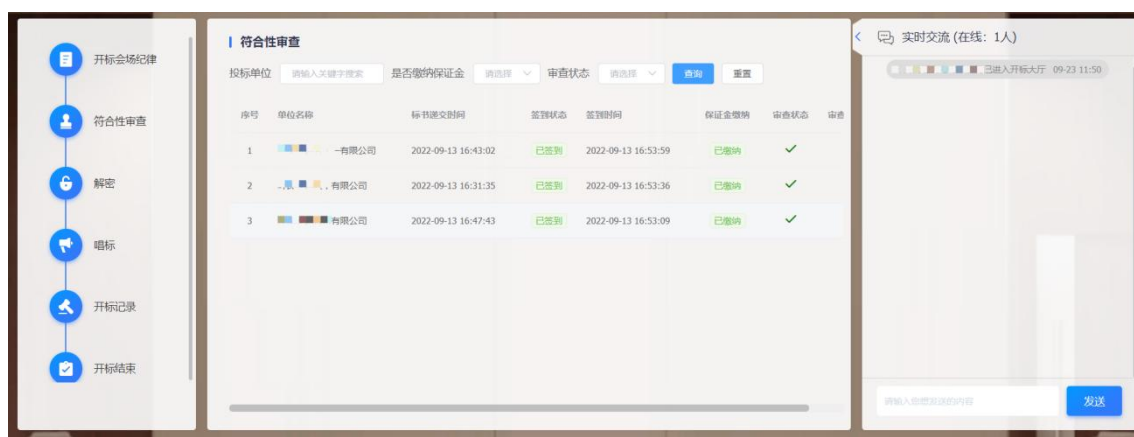 开标会场纪律
符合性审查
解密
唱标
开标记录
开标结束
符合性审查
投标单位 请输入关键字搜索 是否缴纳保证金 请选择 审查状态 请选择 查询 重置
序号 单位名称 标书递交时间 签到状态 签到时间 保证金缴纳 审查状态 审查
1 有限公司 2022-09-13 16:43:02 已签到 2022-09-13 16:53:59 已缴纳
2 有限公司 2022-09-13 16:31:35 已签到 2022-09-13 16:53:36 已缴纳
3 有限公司 2022-09-13 16:47:43 已签到 2022-09-13 16:53:09 已缴纳
实时交流 (在线：1人)
已进入开标大厅 09-23 11:50
请输入您想发送的内容 发送